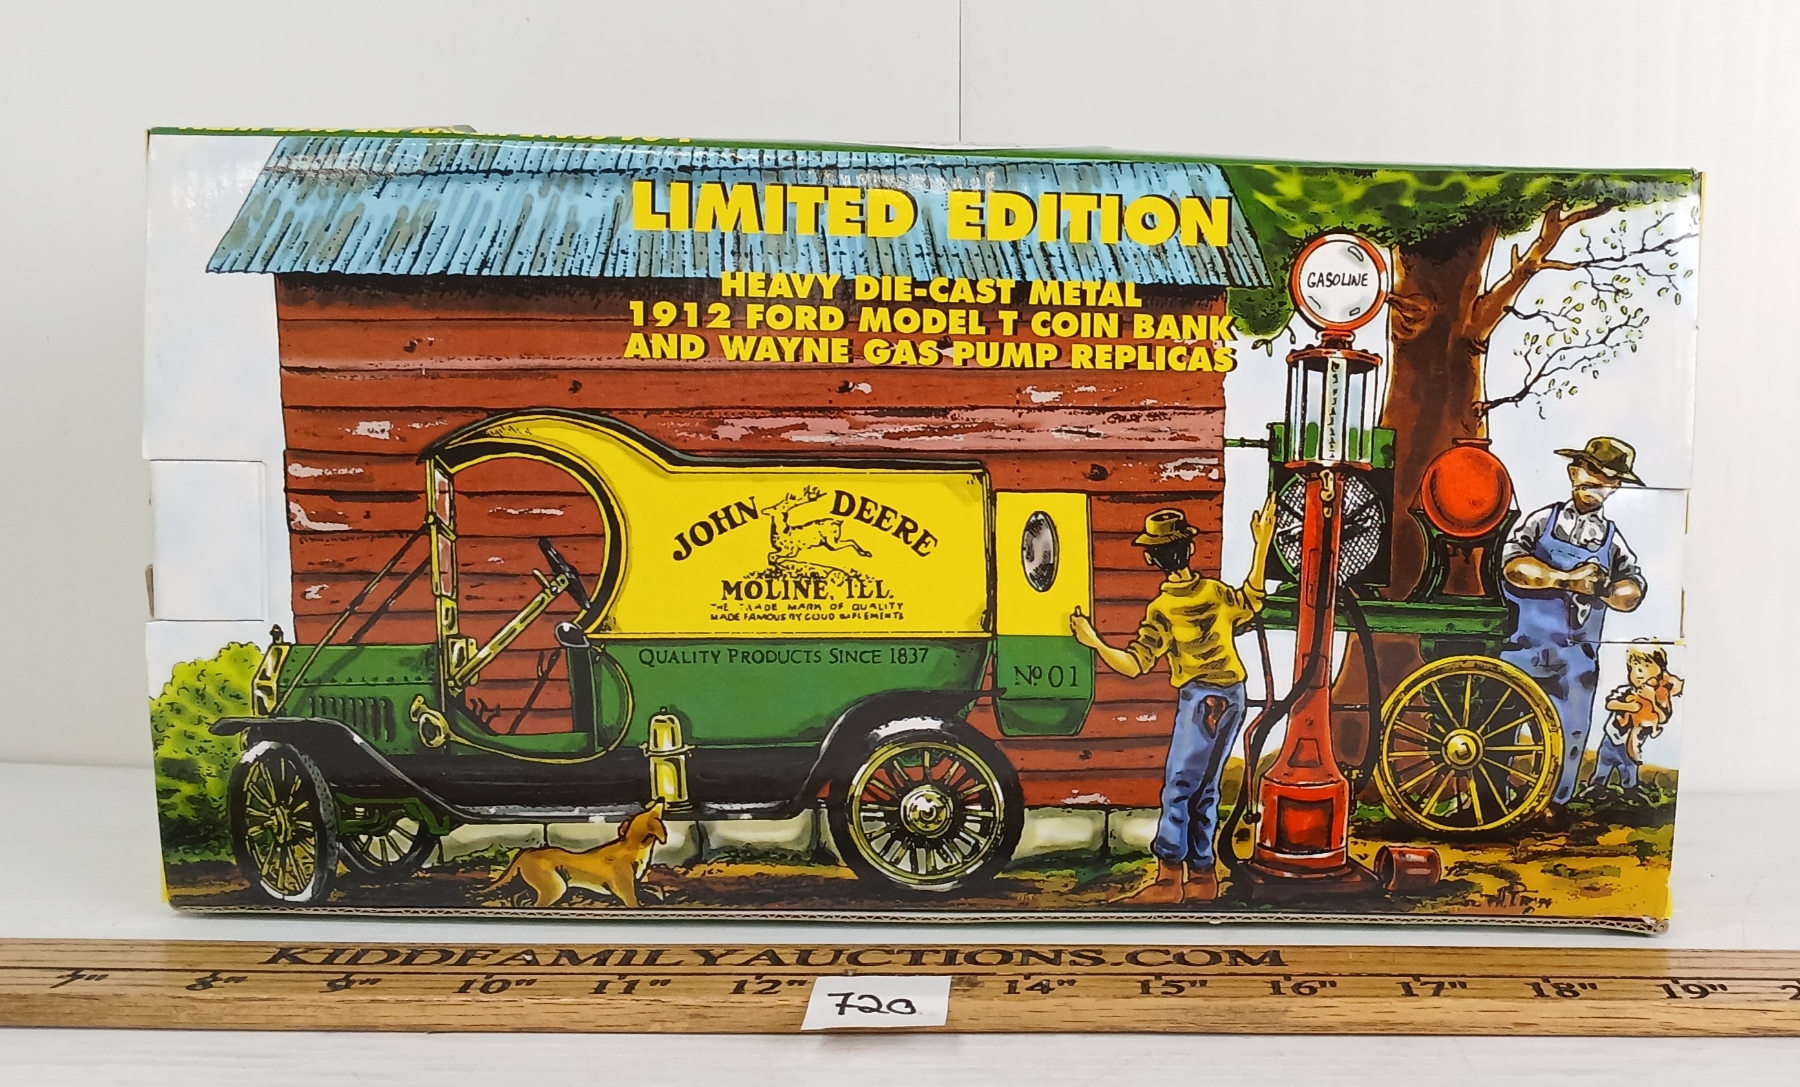 LIMITED EDITION
HEAVY DIE-CAST METAL
1912 FORD MODEL T COIN BANK
AND WAYNE GAS PUMP REPLICAS
GASOLINE
JOHN DEERE
MOLINE, ILL.
THE TRADE MARK OF QUALITY
MADE FAMOUS BY GOOD IMPLEMENTS
QUALITY PRODUCTS SINCE 1837
No 01
KIDDFAMILYAUCTIONS.COM
7" 8" 9" 10" 11" 12" 14" 15" 16" 17" 18" 19"
720